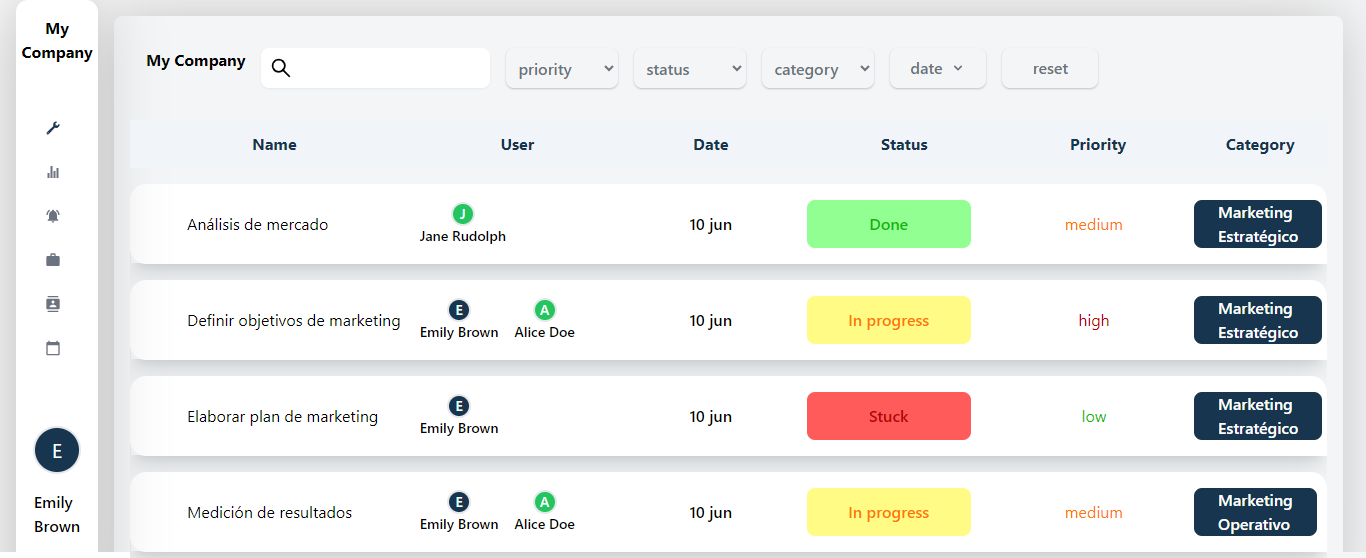 My
Company
My Company
priority
status
category
date
reset
Name
User
Date
Status
Priority
Category
Análisis de mercado
J
Jane Rudolph
10 jun
Done
medium
Marketing
Estratégico
Definir objetivos de marketing
E
Emily Brown
A
Alice Doe
10 jun
In progress
high
Marketing
Estratégico
Elaborar plan de marketing
E
Emily Brown
10 jun
Stuck
low
Marketing
Estratégico
Medición de resultados
E
Emily Brown
A
Alice Doe
10 jun
In progress
medium
Marketing
Operativo
E
Emily
Brown